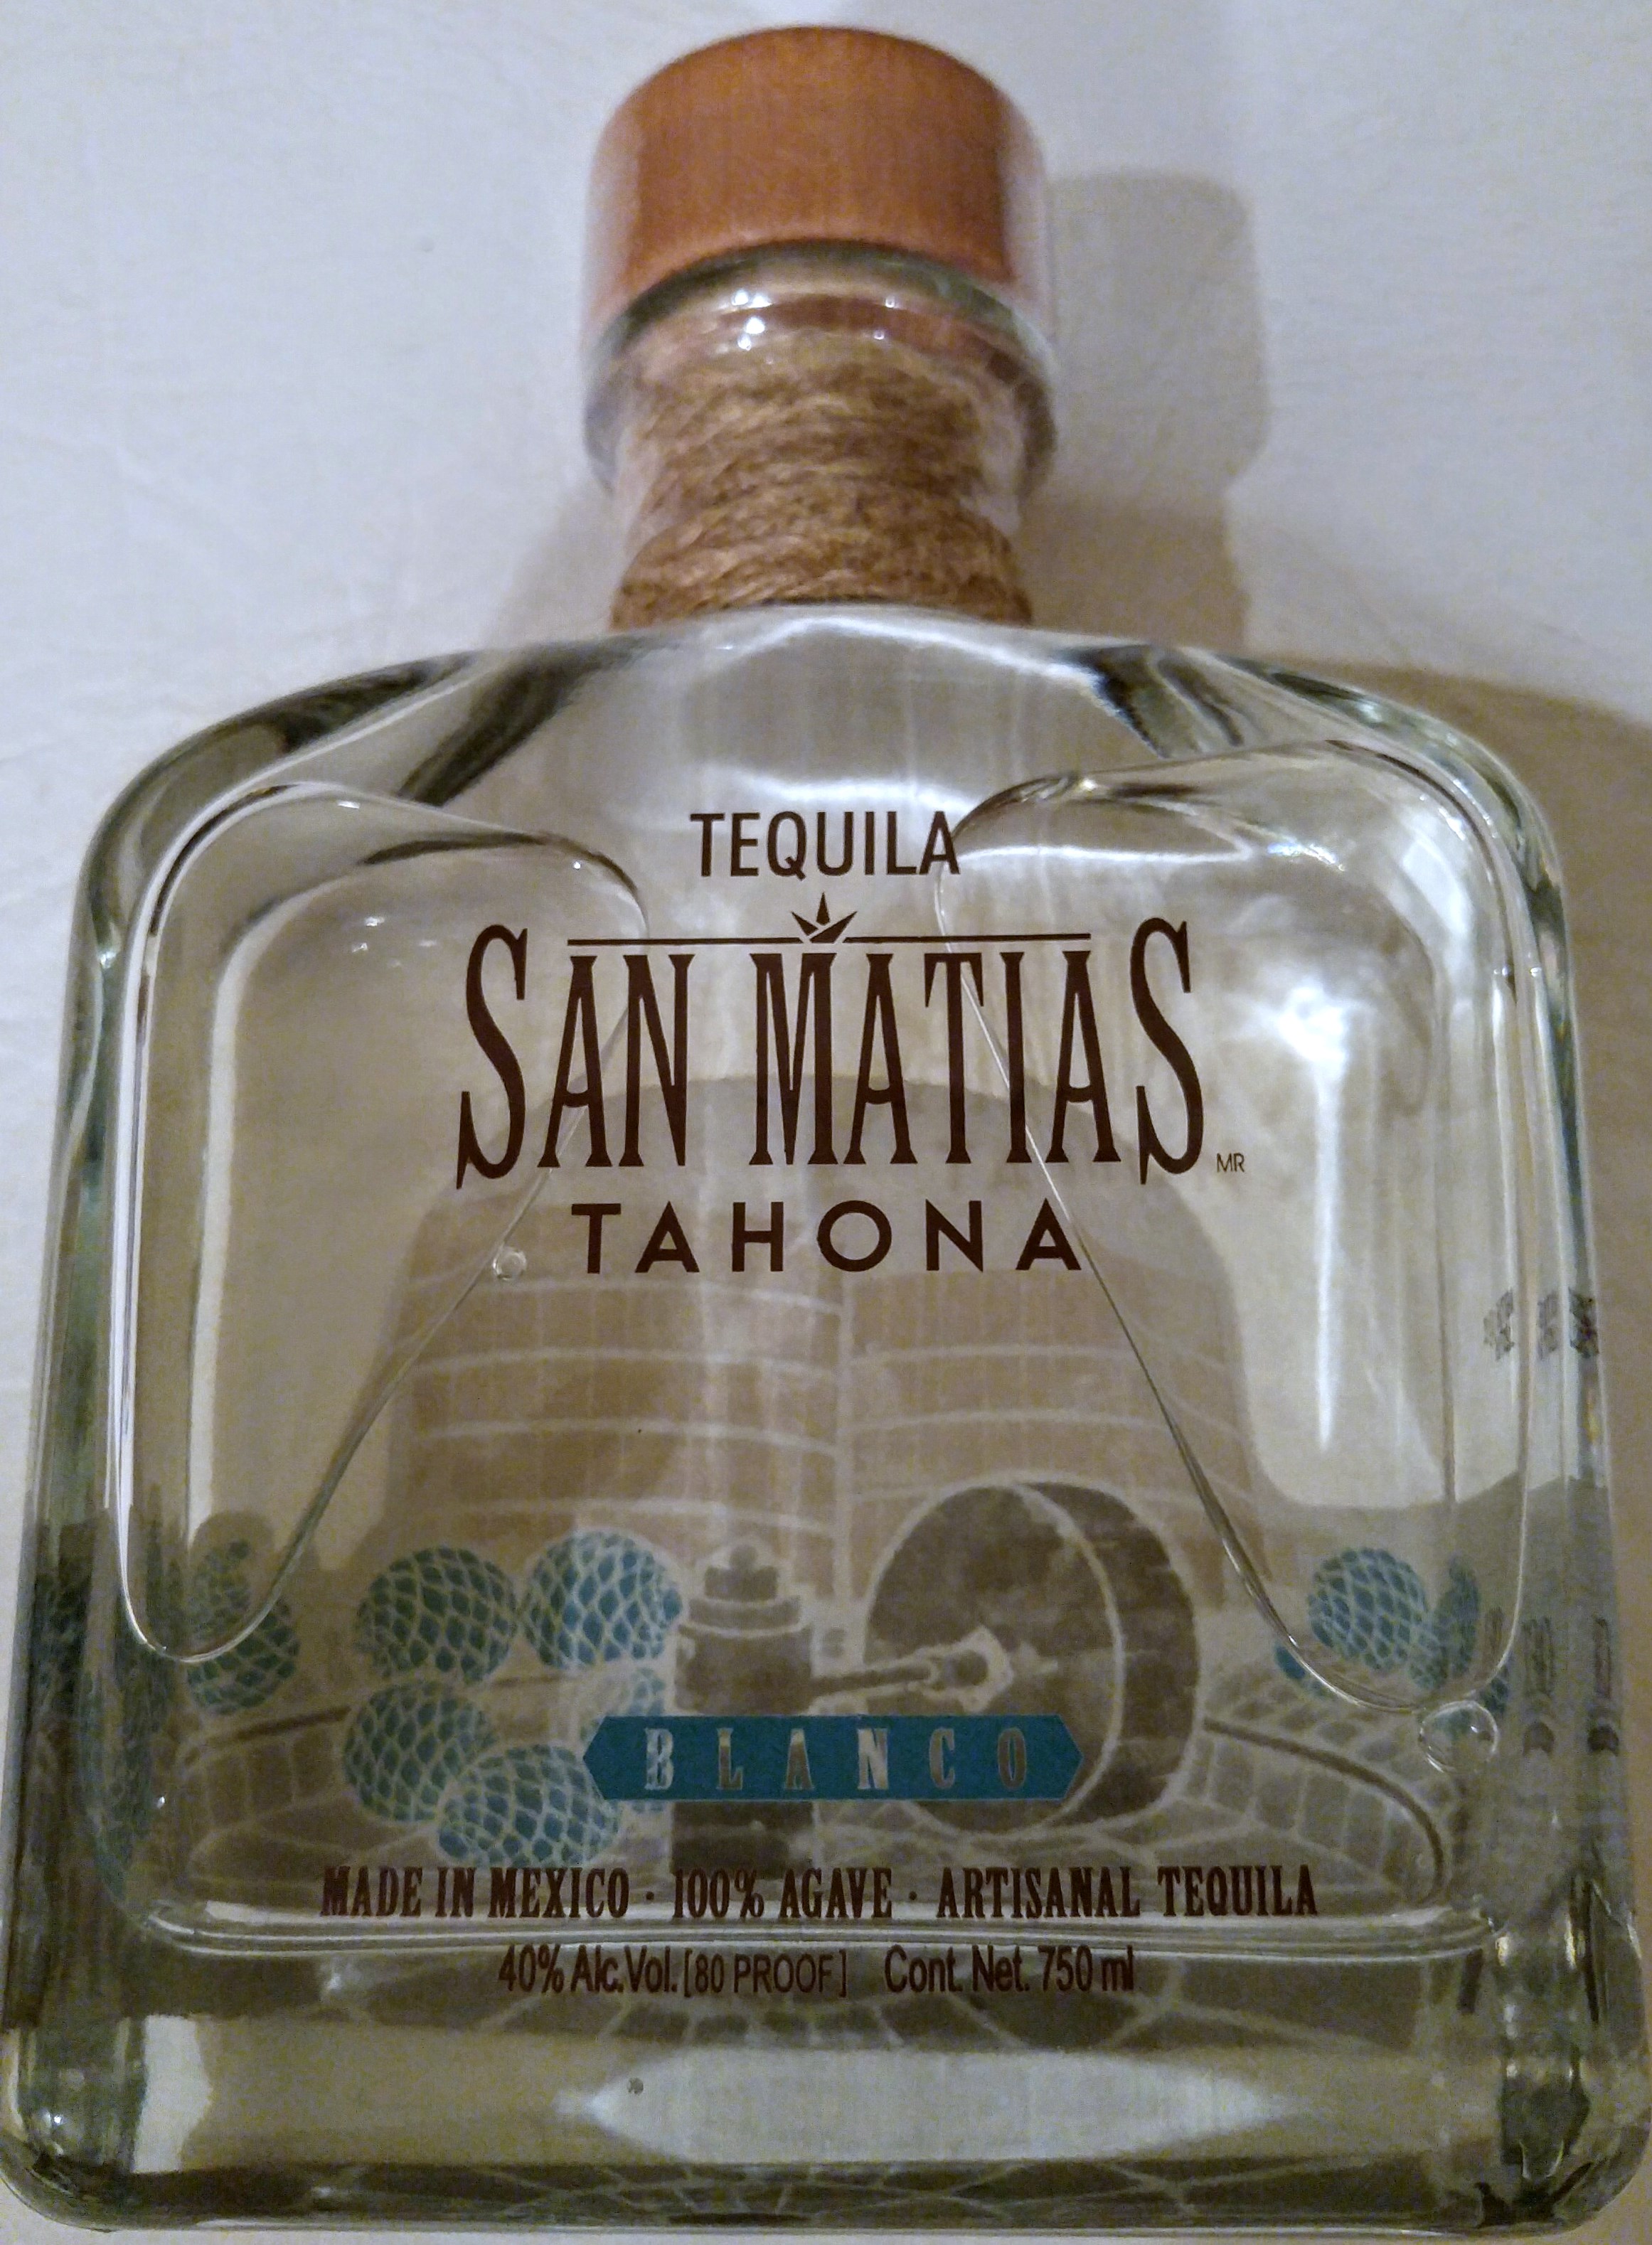 TEQUILA
SAN MATIAS MR
TAHONA
BLANCO
MADE IN MEXICO · 100% AGAVE · ARTISANAL TEQUILA
40% Alc.Vol. [80 PROOF] Cont. Net. 750 ml